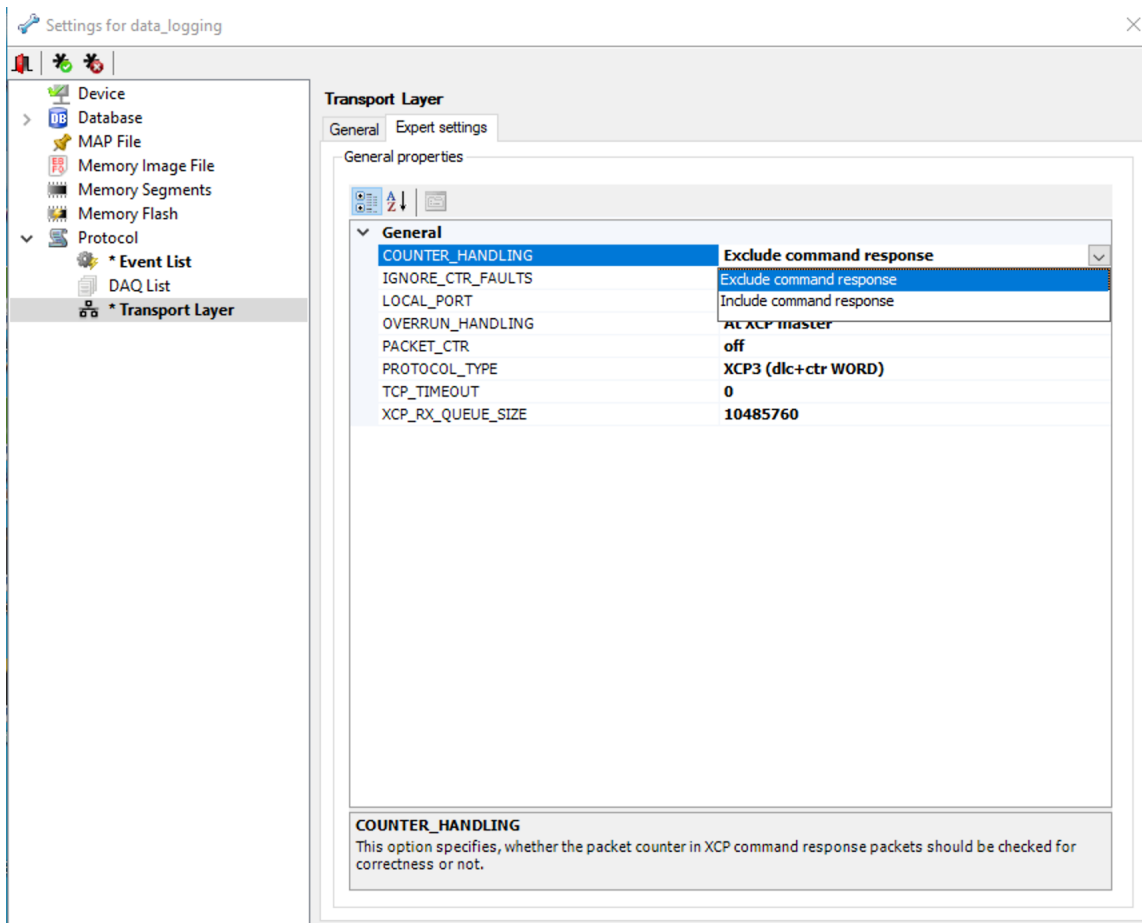 Settings for data_logging
Device
Database
MAP File
Memory Image File
Memory Segments
Memory Flash
Protocol
* Event List
DAQ List
* Transport Layer
Transport Layer
General Expert settings
General properties
General
COUNTER_HANDLING Exclude command response
Exclude command response
IGNORE_CTR_FAULTS
Include command response
LOCAL_PORT
OVERRUN_HANDLING At XCP master
PACKET_CTR off
PROTOCOL_TYPE XCP3 (dlc+ctr WORD)
TCP_TIMEOUT 0
XCP_RX_QUEUE_SIZE 10485760
COUNTER_HANDLING
This option specifies, whether the packet counter in XCP command response packets should be checked for
correctness or not.